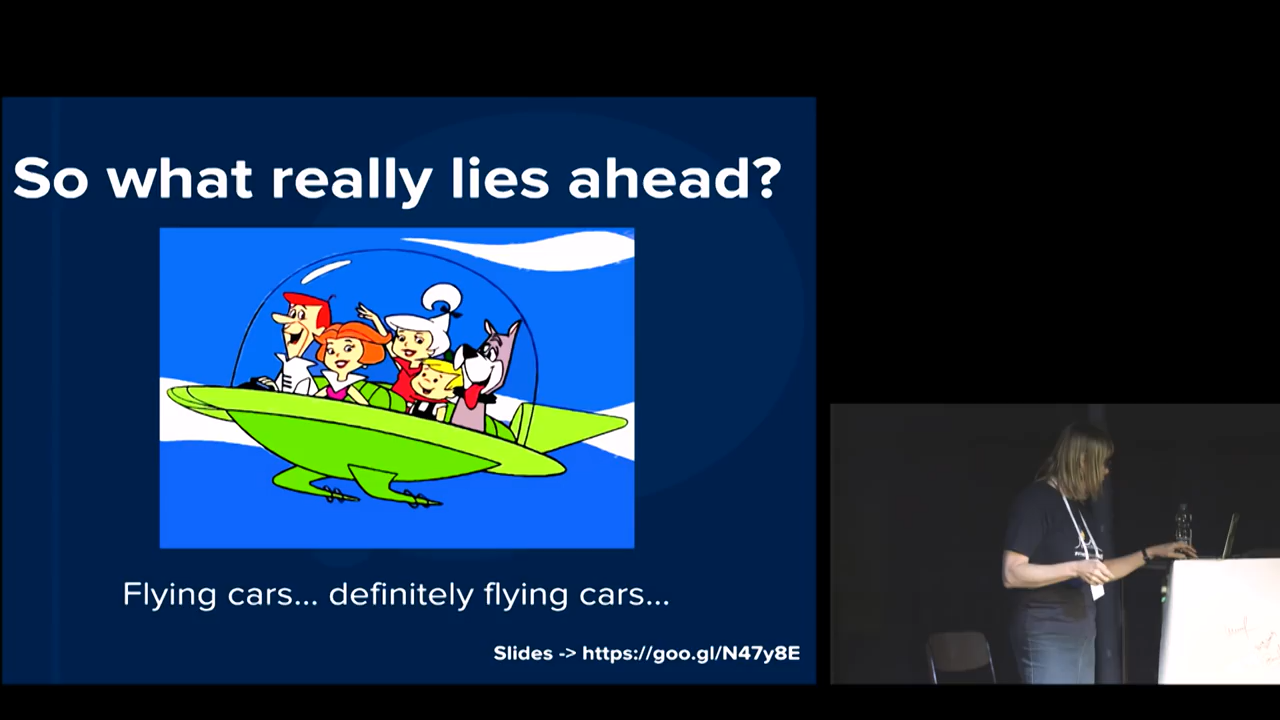 So what really lies ahead?
Flying cars... definitely flying cars...
Slides -> https://goo.gl/N47y8E